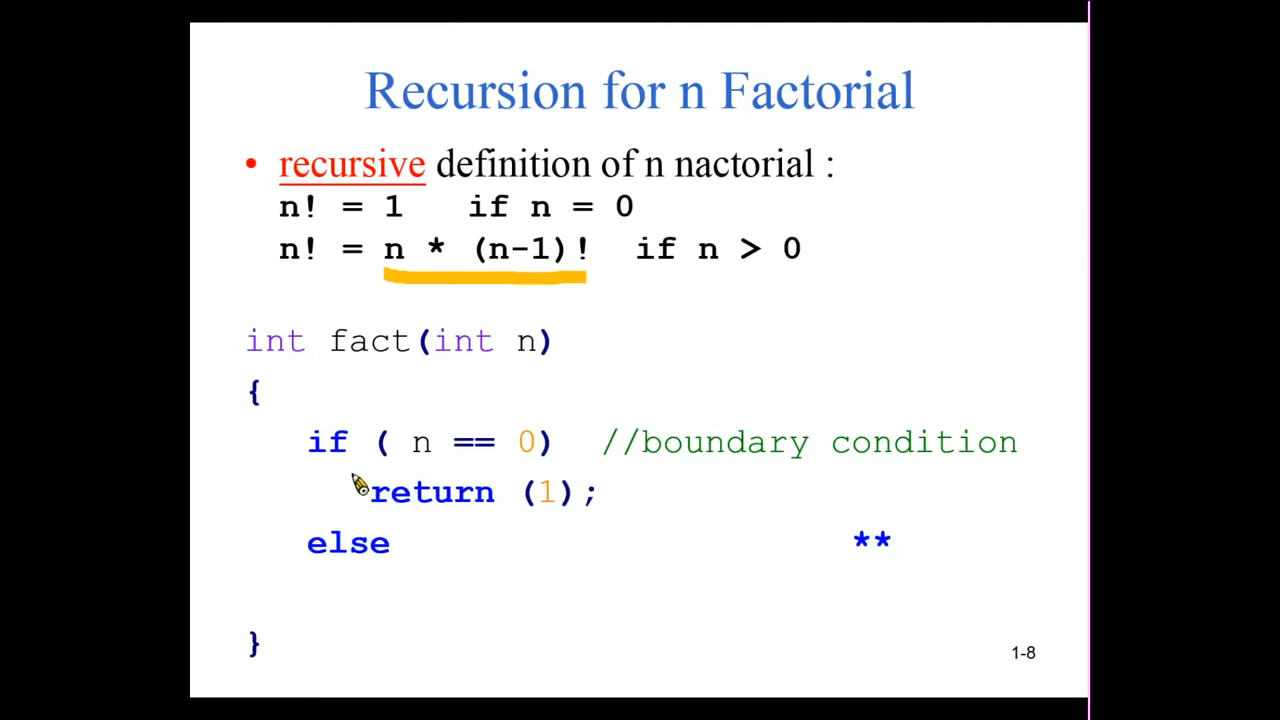 Recursion for n Factorial
• recursive definition of n nactorial :
n! = 1 if n = 0
n! = n * (n-1)! if n > 0
int fact(int n)
{
if ( n == 0) //boundary condition
return (1);
else **
}
1-8